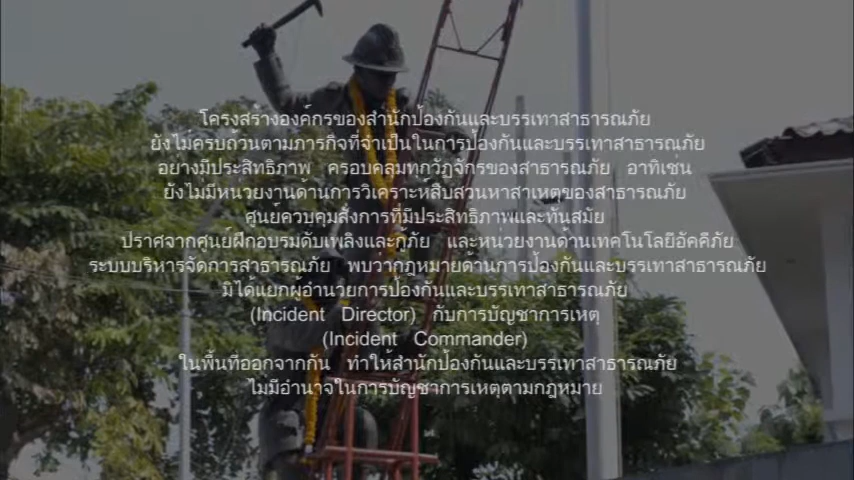 โครงสร้างองค์กรของสำนักป้องกันและบรรเทาสาธารณภัย
ยังไม่ครบถ้วนตามภารกิจที่จำเป็นในการป้องกันและบรรเทาสาธารณภัย
อย่างมีประสิทธิภาพ ครอบคลุมทุกวัฏจักรของสาธารณภัย อาทิเช่น
ยังไม่มีหน่วยงานด้านการวิเคราะห์สืบสวนหาสาเหตุของสาธารณภัย
ศูนย์ควบคุมสั่งการที่มีประสิทธิภาพและทันสมัย
ปราศจากศูนย์ฝึกอบรมดับเพลิงและกู้ภัย และหน่วยงานด้านเทคโนโลยีอัคคีภัย
ระบบบริหารจัดการสาธารณภัย พบว่ากฎหมายด้านการป้องกันและบรรเทาสาธารณภัย
มิได้แยกผู้อำนวยการป้องกันและบรรเทาสาธารณภัย
(Incident Director) กับการบัญชาการเหตุ
(Incident Commander)
ในพื้นที่ออกจากกัน ทำให้สำนักป้องกันและบรรเทาสาธารณภัย
ไม่มีอำนาจในการบัญชาการเหตุตามกฎหมาย